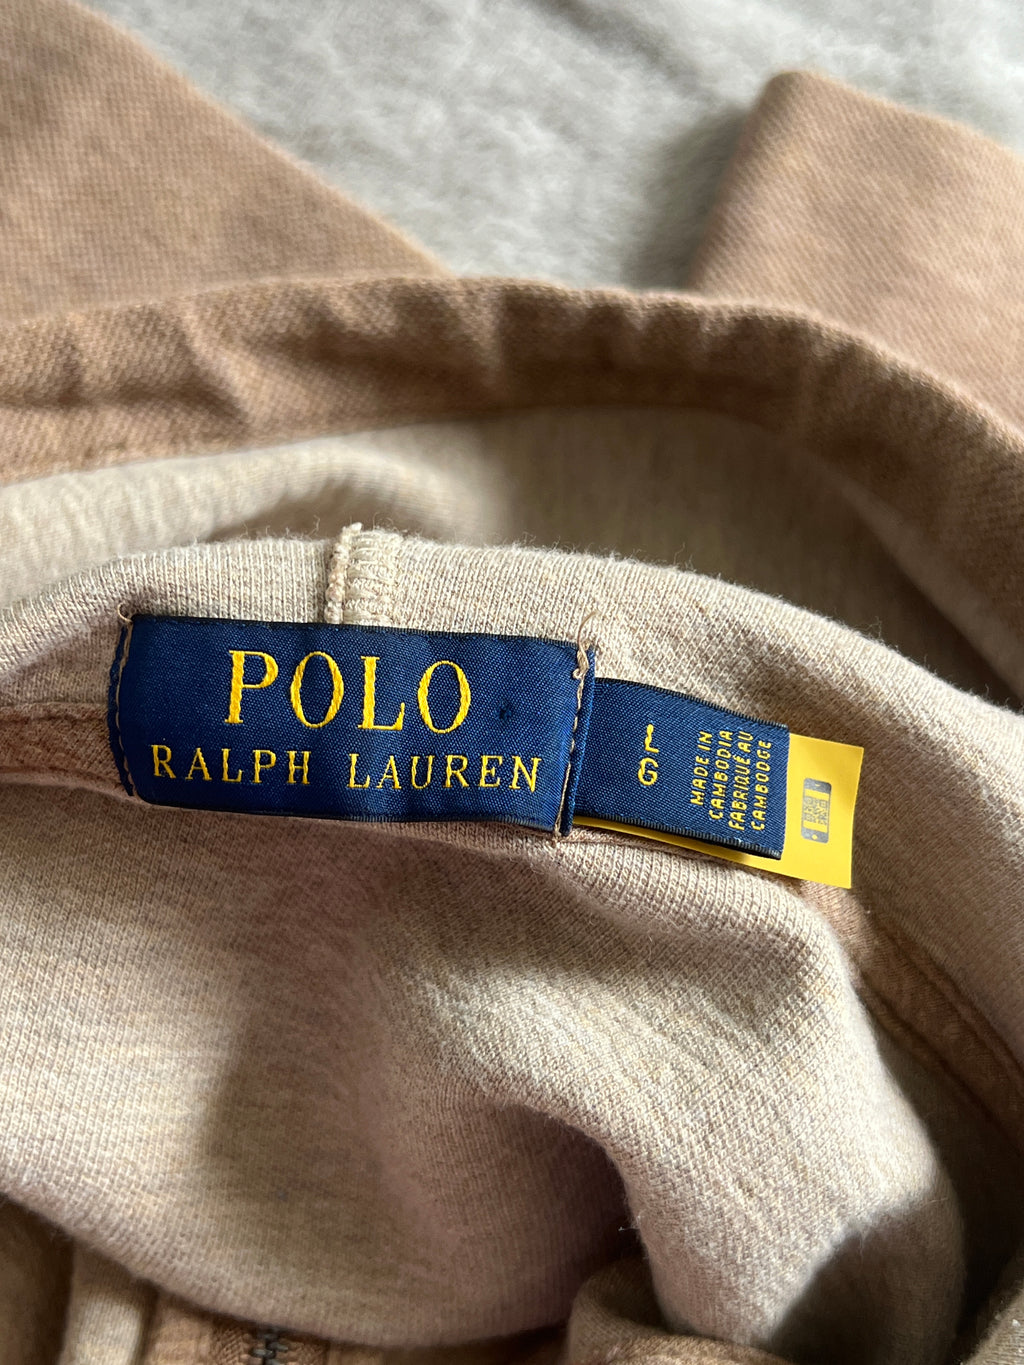 POLO
RALPH LAUREN
L
G
MADE IN
CAMBODIA
FABRIQUÉ AU
CAMBODGE